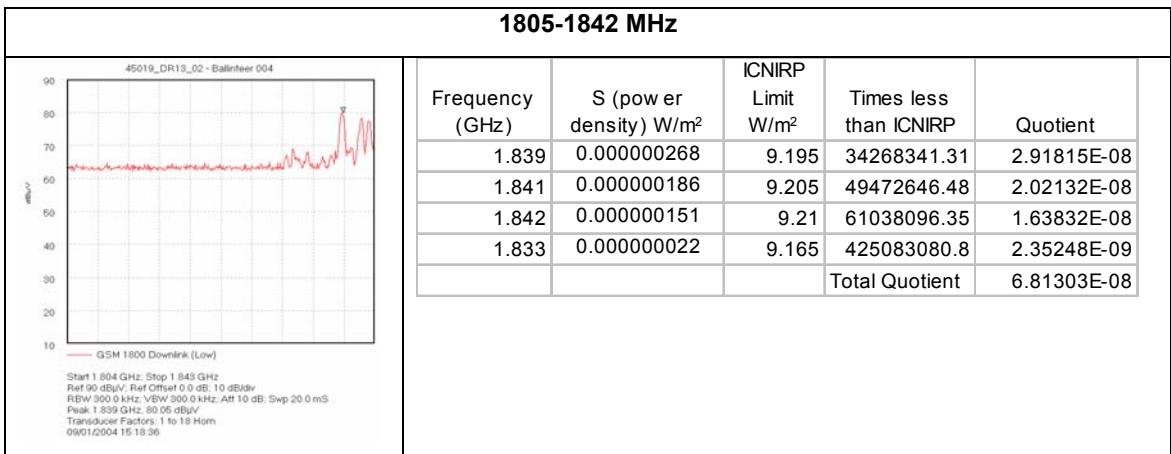 1805-1842 MHz
45019_DR13_02 - Ballinteer 004
90
80
70
60
50
40
30
20
10
dBµV
GSM 1800 Downlink (Low)
Start 1.804 GHz; Stop 1.843 GHz
Ref 90 dBµV; Ref Offset 0.0 dB; 10 dB/div
RBW 300.0 kHz; VBW 300.0 kHz; Att 10 dB; Swp 20.0 mS
Peak 1.839 GHz, 80.05 dBµV
Transducer Factors: 1 to 18 Horn
09/01/2004 15:18:36
Frequency (GHz) S (pow er density) W/m² ICNIRP Limit W/m² Times less than ICNIRP Quotient
1.839 0.000000268 9.195 34268341.31 2.91815E-08
1.841 0.000000186 9.205 49472646.48 2.02132E-08
1.842 0.000000151 9.21 61038096.35 1.63832E-08
1.833 0.000000022 9.165 425083080.8 2.35248E-09
Total Quotient 6.81303E-08